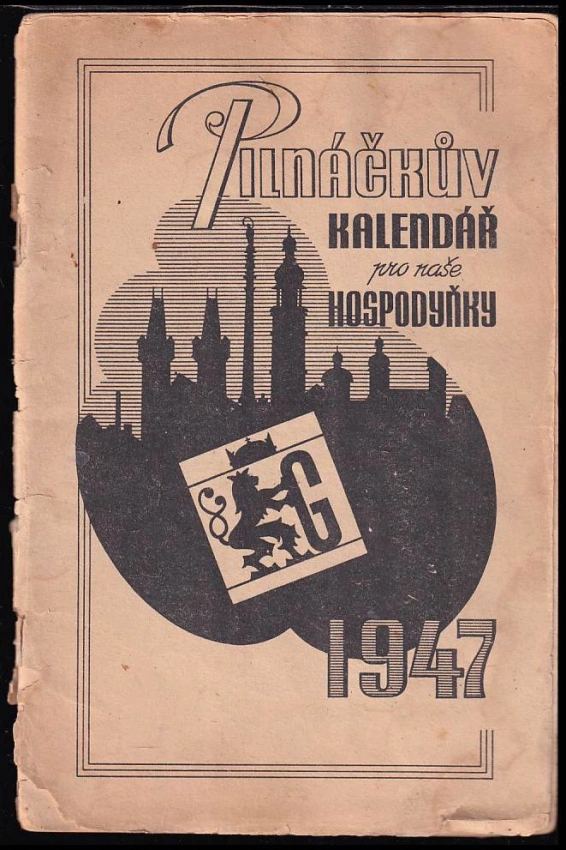 Pilnáčkův
KALENDÁŘ
pro naše
HOSPODYŇKY
G
1947